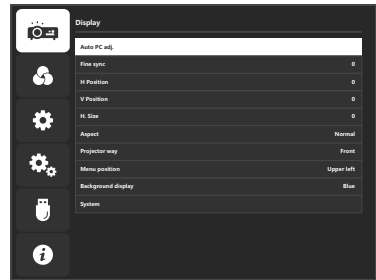 Display
Auto PC adj.
Fine sync 0
H Position 0
V Position 0
H. Size 0
Aspect Normal
Projector way Front
Menu position Upper left
Background display Blue
System